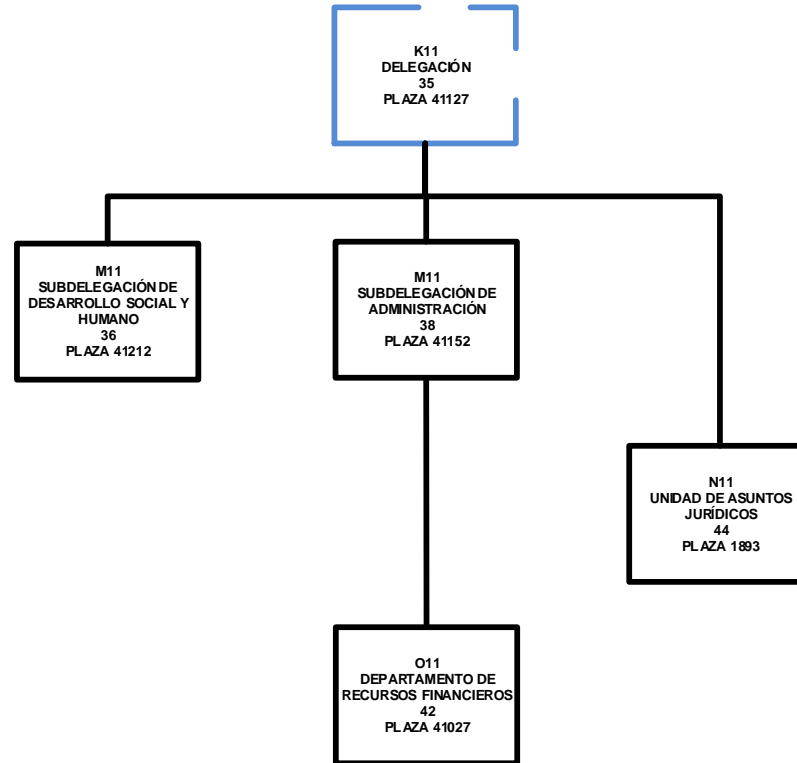 K11
DELEGACIÓN
35
PLAZA 41127
M11
SUBDELEGACIÓN DE
DESARROLLO SOCIAL Y
HUMANO
36
PLAZA 41212
M11
SUBDELEGACIÓN DE
ADMINISTRACIÓN
38
PLAZA 41152
N11
UNIDAD DE ASUNTOS
JURÍDICOS
44
PLAZA 1893
O11
DEPARTAMENTO DE
RECURSOS FINANCIEROS
42
PLAZA 41027